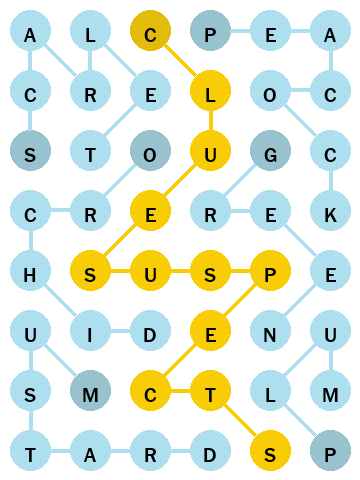 A L C P E A
C R E L O C
S T O U G C
C R E R E K
H S U S P E
U I D E N U
S M C T L M
T A R D S P